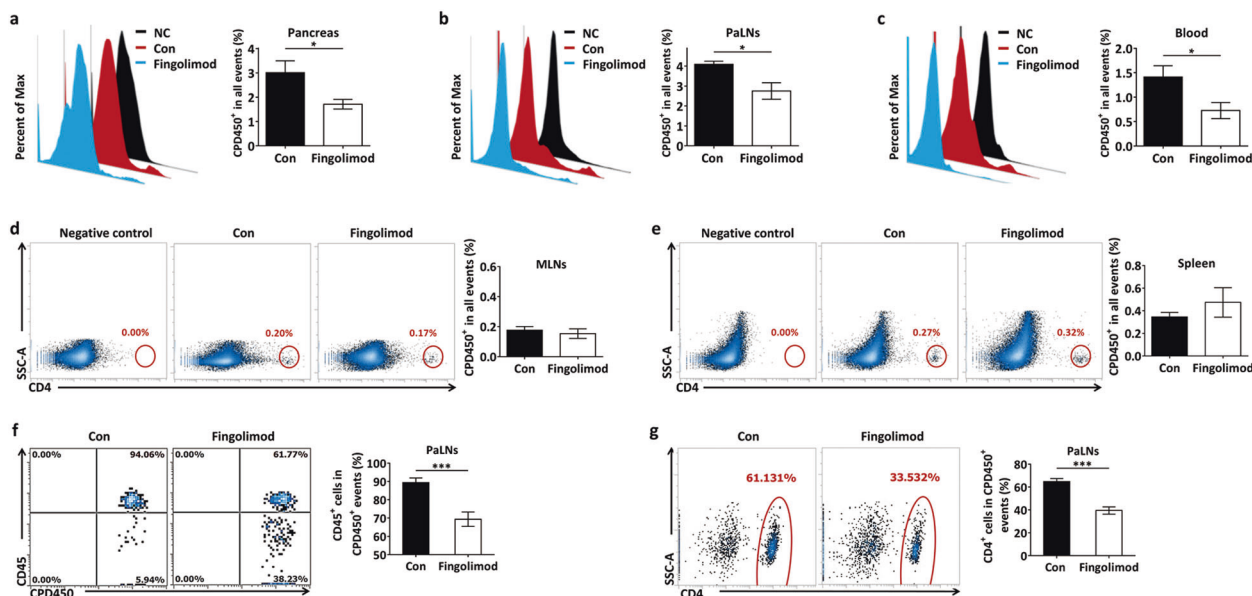 a
NC
Con
Fingolimod
Percent of Max
Pancreas
*
CPD450+ in all events (%)
5
4
3
2
1
0
Con Fingolimod
b
NC
Con
Fingolimod
Percent of Max
PaLNs
*
CPD450+ in all events (%)
4
3
2
1
0
Con Fingolimod
c
NC
Con
Fingolimod
Percent of Max
Blood
*
CPD450+ in all events (%)
2.0
1.5
1.0
0.5
0.0
Con Fingolimod
d
Negative control Con Fingolimod
0.00% 0.20% 0.17%
SSC-A
CD4
MLNs
CPD450+ in all events (%)
0.6
0.4
0.2
0.0
Con Fingolimod
e
Negative control Con Fingolimod
0.00% 0.27% 0.32%
SSC-A
CD4
Spleen
CPD450+ in all events (%)
0.8
0.6
0.4
0.2
0.0
Con Fingolimod
f
Con Fingolimod
0.00% 94.06% 0.00% 61.77%
0.00% 5.94% 0.00% 38.23%
CD45
CPD450
PaLNs
***
CD45+ cells in
CPD450+ events (%)
100
90
80
70
60
50
Con Fingolimod
g
Con Fingolimod
61.131% 33.532%
SSC-A
CD4
PaLNs
***
CD4+ cells in CPD450+
events (%)
80
60
40
20
0
Con Fingolimod